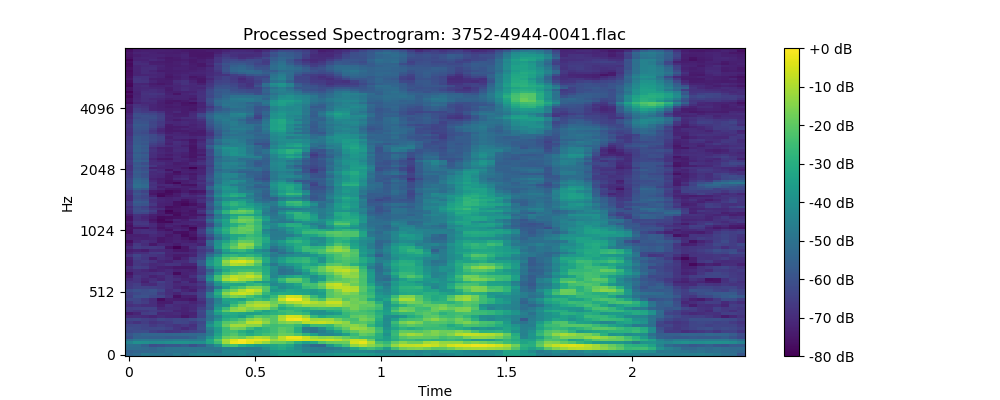 Processed Spectrogram: 3752-4944-0041.flac
Hz
4096
2048
1024
512
0
0
0.5
1
1.5
2
Time
+0 dB
-10 dB
-20 dB
-30 dB
-40 dB
-50 dB
-60 dB
-70 dB
-80 dB